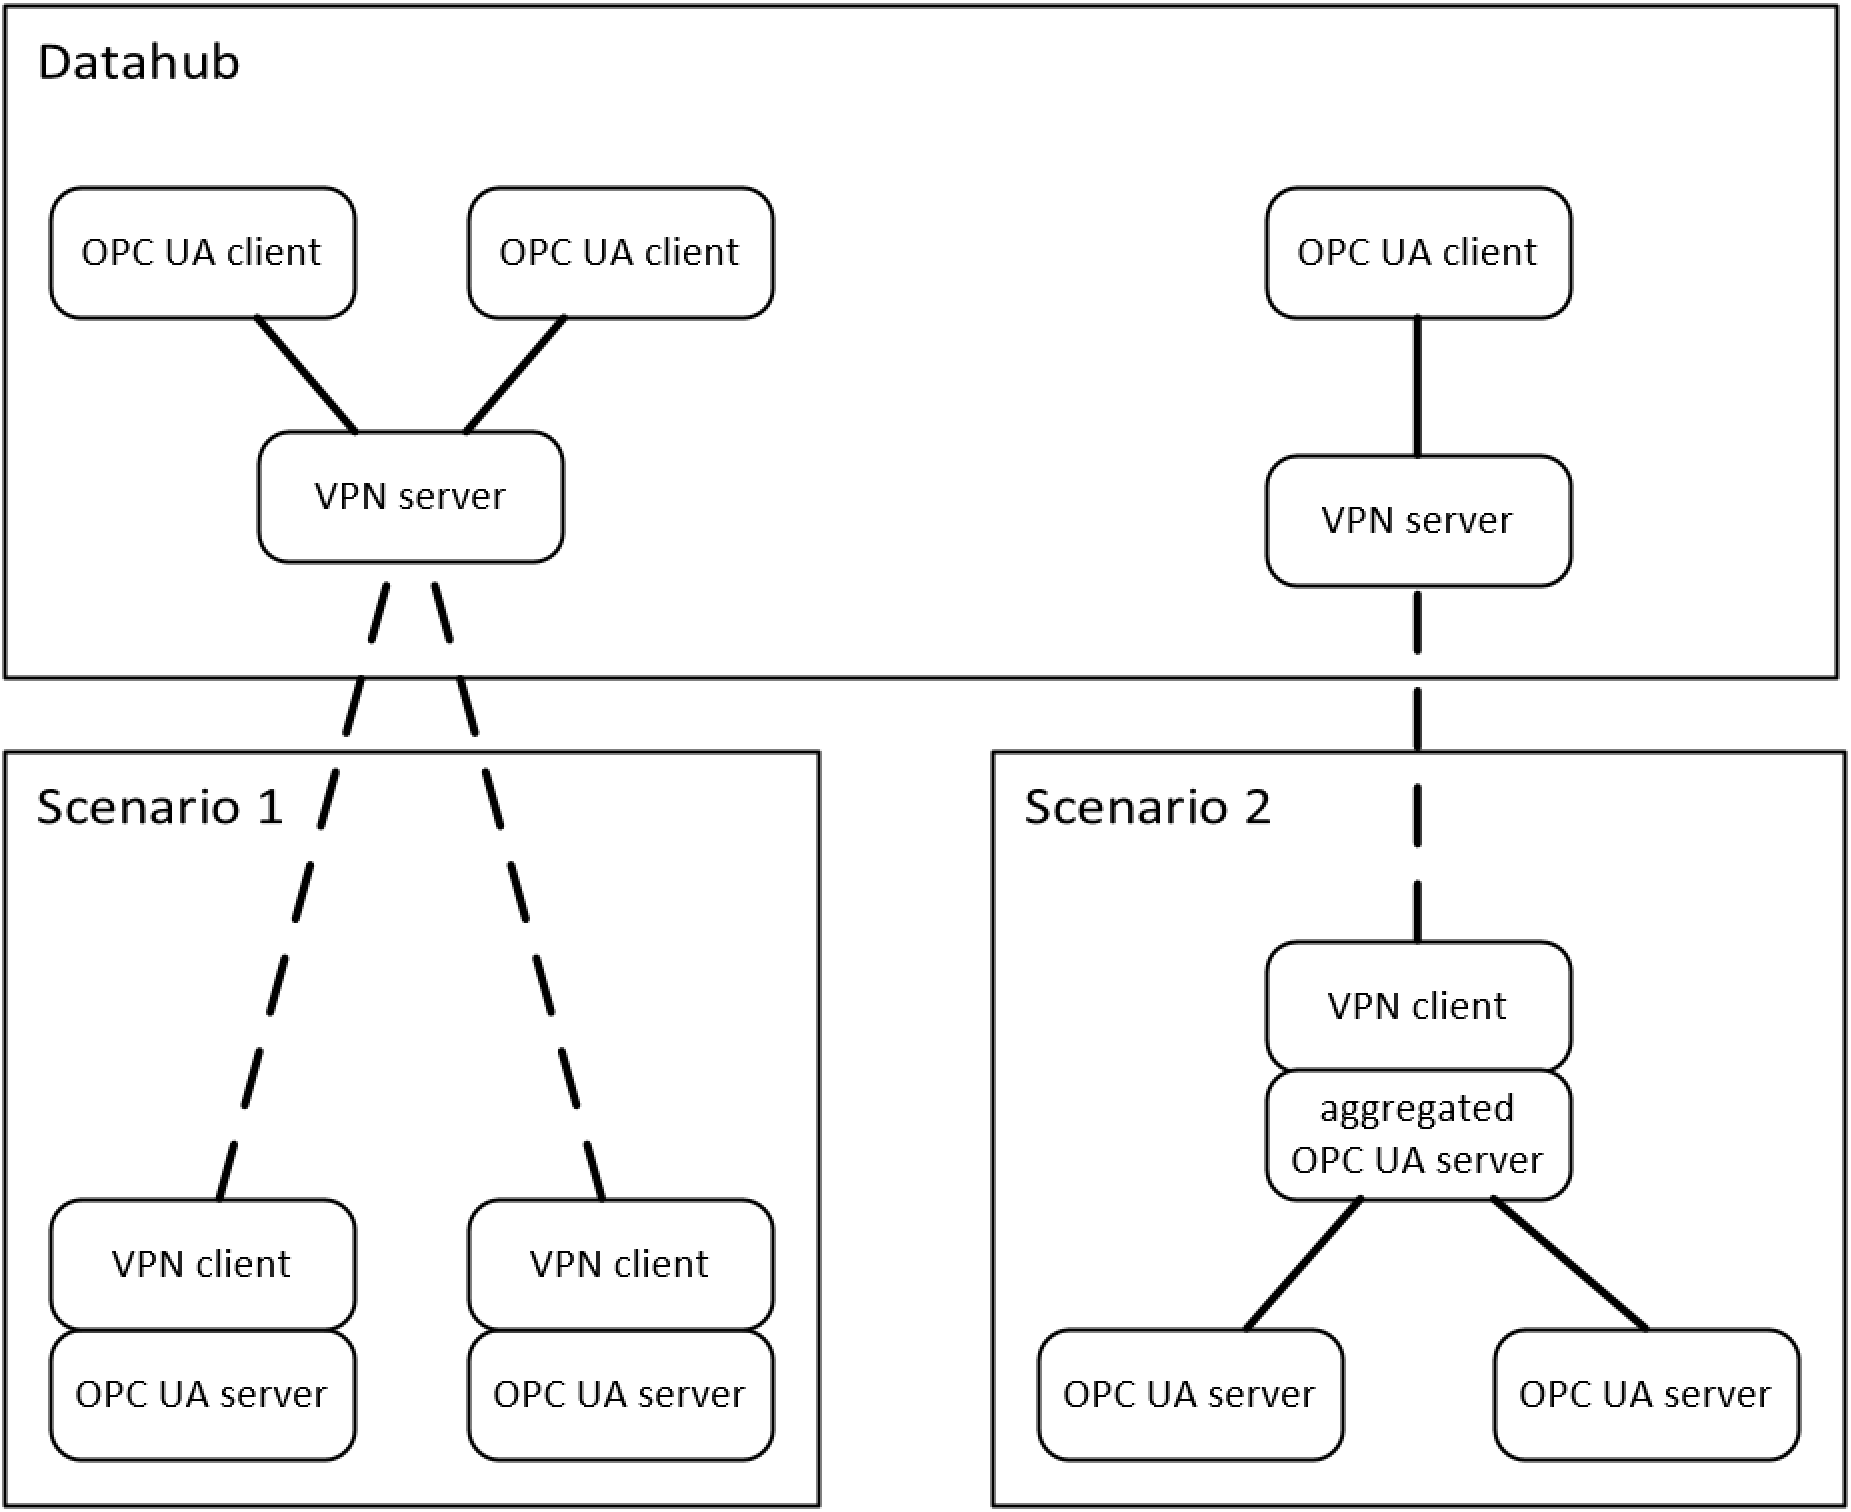 Datahub
OPC UA client
OPC UA client
OPC UA client
VPN server
VPN server
Scenario 1
Scenario 2
VPN client
aggregated
OPC UA server
VPN client
VPN client
OPC UA server
OPC UA server
OPC UA server
OPC UA server